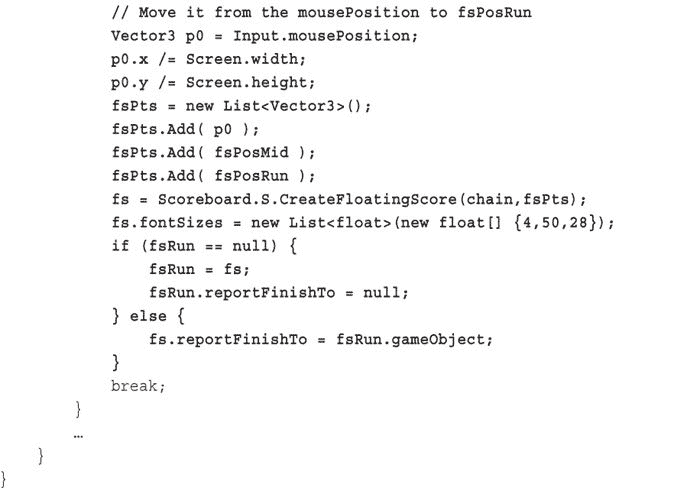 // Move it from the mousePosition to fsPosRun
Vector3 p0 = Input.mousePosition;
p0.x /= Screen.width;
p0.y /= Screen.height;
fsPts = new List<Vector3>();
fsPts.Add( p0 );
fsPts.Add( fsPosMid );
fsPts.Add( fsPosRun );
fs = Scoreboard.S.CreateFloatingScore(chain,fsPts);
fs.fontSizes = new List<float>(new float[] {4,50,28});
if (fsRun == null) {
fsRun = fs;
fsRun.reportFinishTo = null;
} else {
fs.reportFinishTo = fsRun.gameObject;
}
break;
}
…
}
}